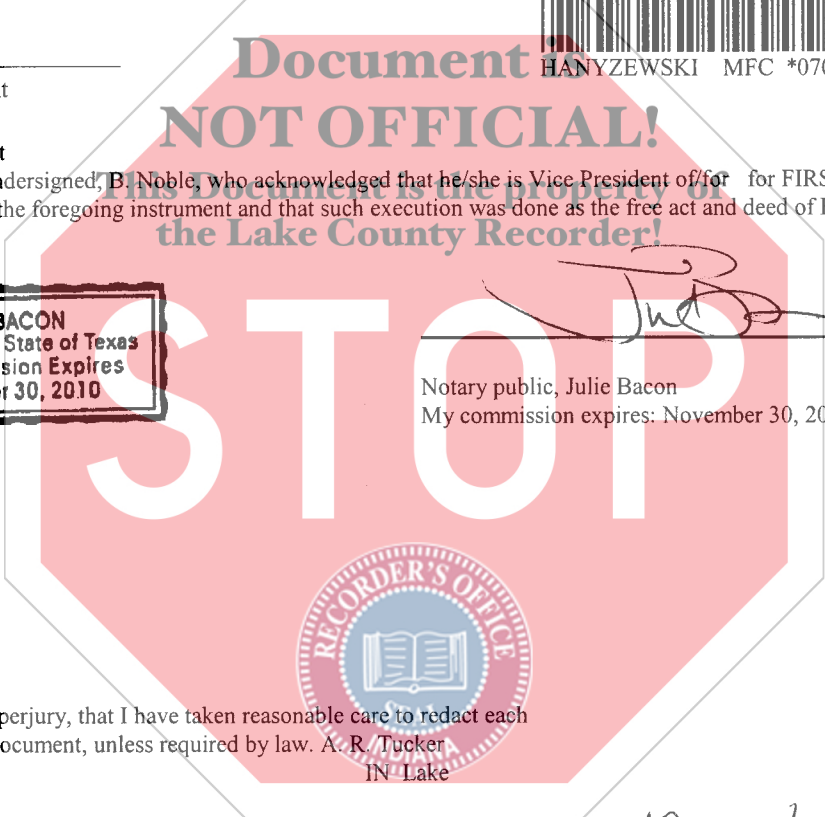 Document is
HANYZEWSKI MFC *070
NOT OFFICIAL!
dersigned, B. Noble, who acknowledged that he/she is Vice President of/for for FIRS
This Document is the property of
the foregoing instrument and that such execution was done as the free act and deed of
the Lake County Recorder!
BACON
State of Texas
sion Expires
r 30, 2010
STOP
Notary public, Julie Bacon
My commission expires: November 30, 20
RECORDER'S OFFICE
SEAL
INDIANA
perjury, that I have taken reasonable care to redact each
ocument, unless required by law. A. R. Tucker
IN Lake